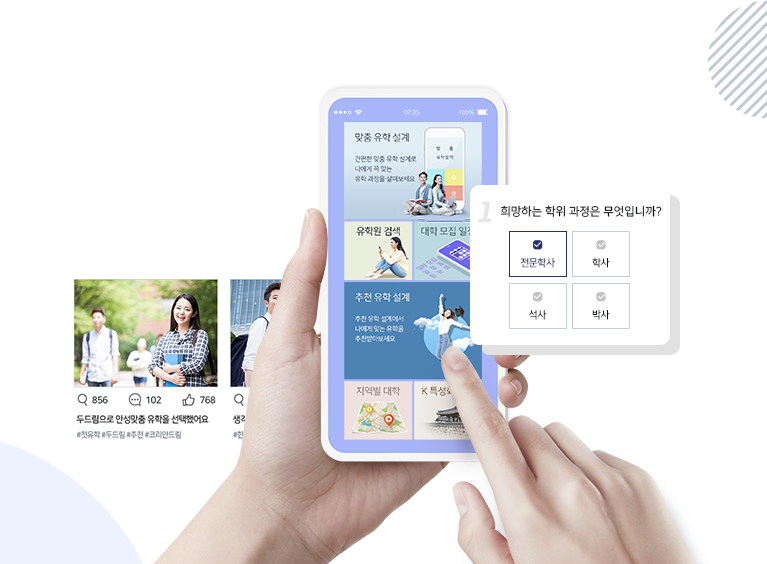 07:35
100%
맞춤 유학 설계
간편한 맞춤 유학 설계로
나에게 꼭 맞는
유학 과정을 살펴보세요
맞 춤
유학설계
유학원 검색
대학 모집 일정
추천 유학 설계
추천 유학 설계에서
나에게 맞는 유학을
추천받아보세요
지역별 대학
K 특성
1
희망하는 학위 과정은 무엇입니까?
전문학사
학사
석사
박사
856
102
768
두드림으로 안성맞춤 유학을 선택했어요
#첫유학 #두드림 #추천 #코리안드림
생각
#한